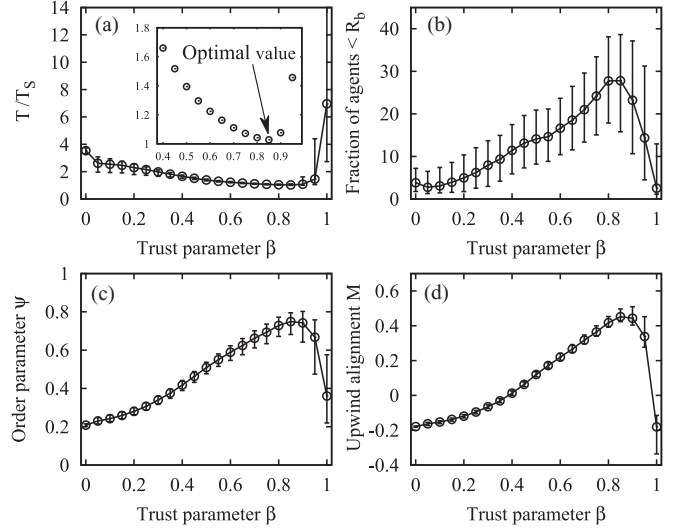 (a)
T/T_S
14
12
10
8
6
4
2
0
0 0.2 0.4 0.6 0.8 1
Trust parameter β
Optimal value
1.8
1.6
1.4
1.2
1
0.4 0.5 0.6 0.7 0.8 0.9
(b)
Fraction of agents < R_b
50
40
30
20
10
0
0 0.2 0.4 0.6 0.8 1
Trust parameter β
(c)
Order parameter ψ
1
0.8
0.6
0.4
0.2
0
0 0.2 0.4 0.6 0.8 1
Trust parameter β
(d)
Upwind alignment M
0.6
0.4
0.2
0
-0.2
-0.4
0 0.2 0.4 0.6 0.8 1
Trust parameter β